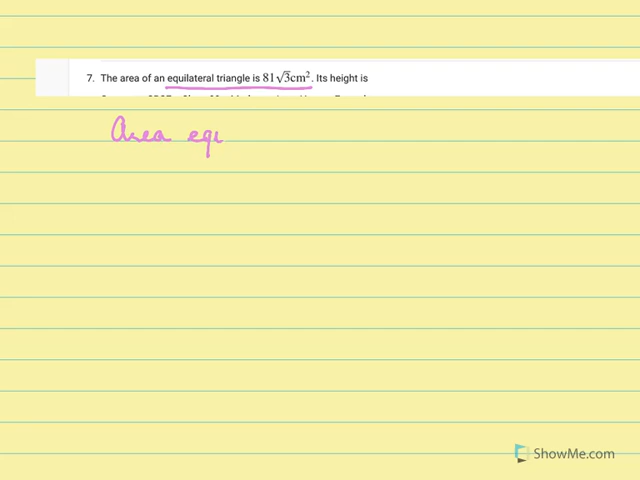 7. The area of an equilateral triangle is 81√3cm². Its height is
Area equ
ShowMe.com